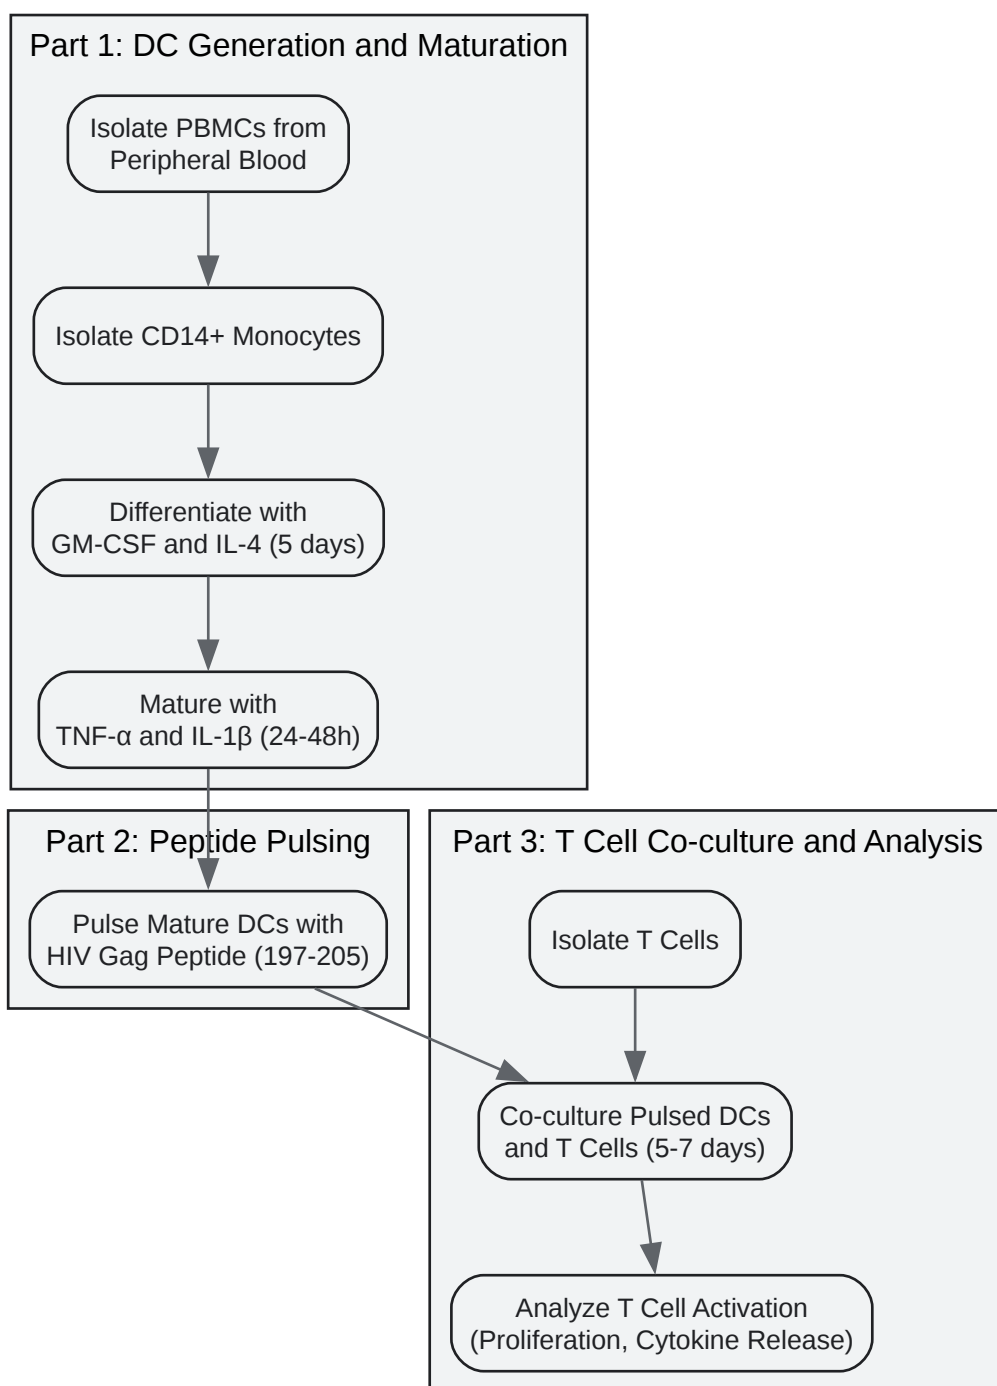 Part 1: DC Generation and Maturation
Isolate PBMCs from
Peripheral Blood
Isolate CD14+ Monocytes
Differentiate with
GM-CSF and IL-4 (5 days)
Mature with
TNF-α and IL-1β (24-48h)
Part 2: Peptide Pulsing
Pulse Mature DCs with
HIV Gag Peptide (197-205)
Part 3: T Cell Co-culture and Analysis
Isolate T Cells
Co-culture Pulsed DCs
and T Cells (5-7 days)
Analyze T Cell Activation
(Proliferation, Cytokine Release)